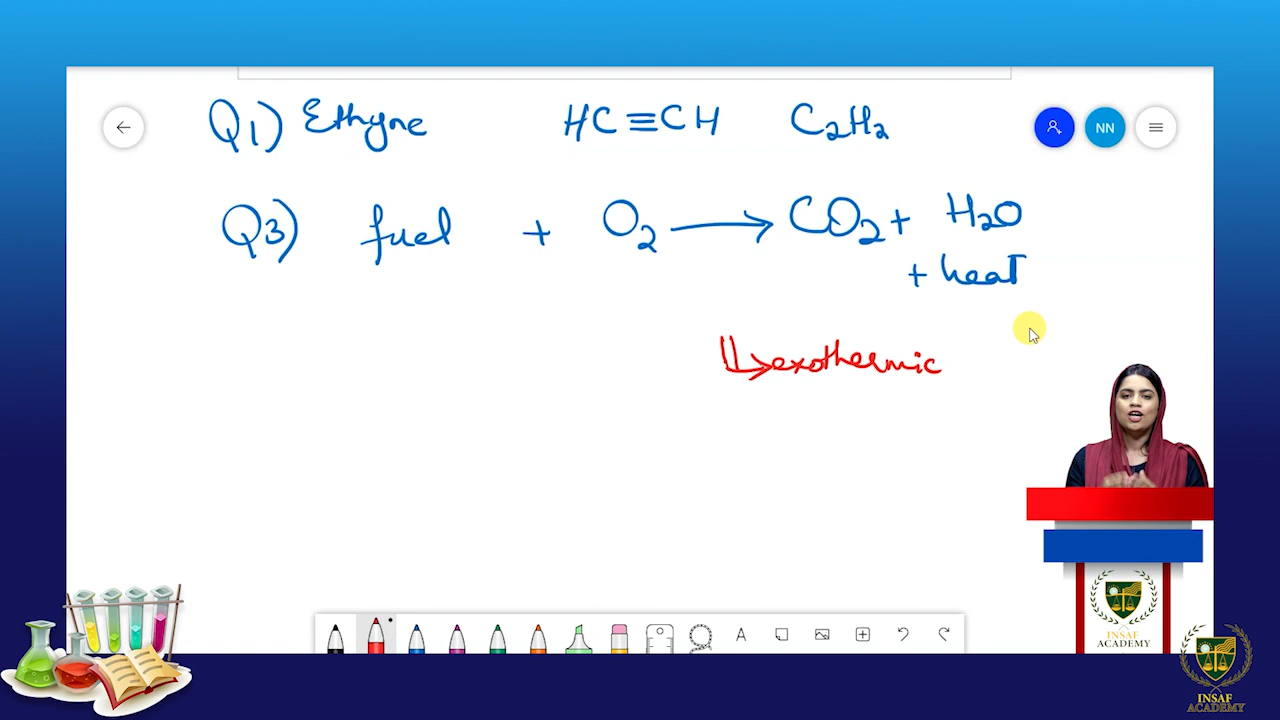 Q1) Ethyne HC≡CH C₂H₂
NN
Q3) fuel + O₂ → CO₂ + H₂O
+ heat
exothermic
A
INSAF
ACADEMY
INSAF
ACADEMY